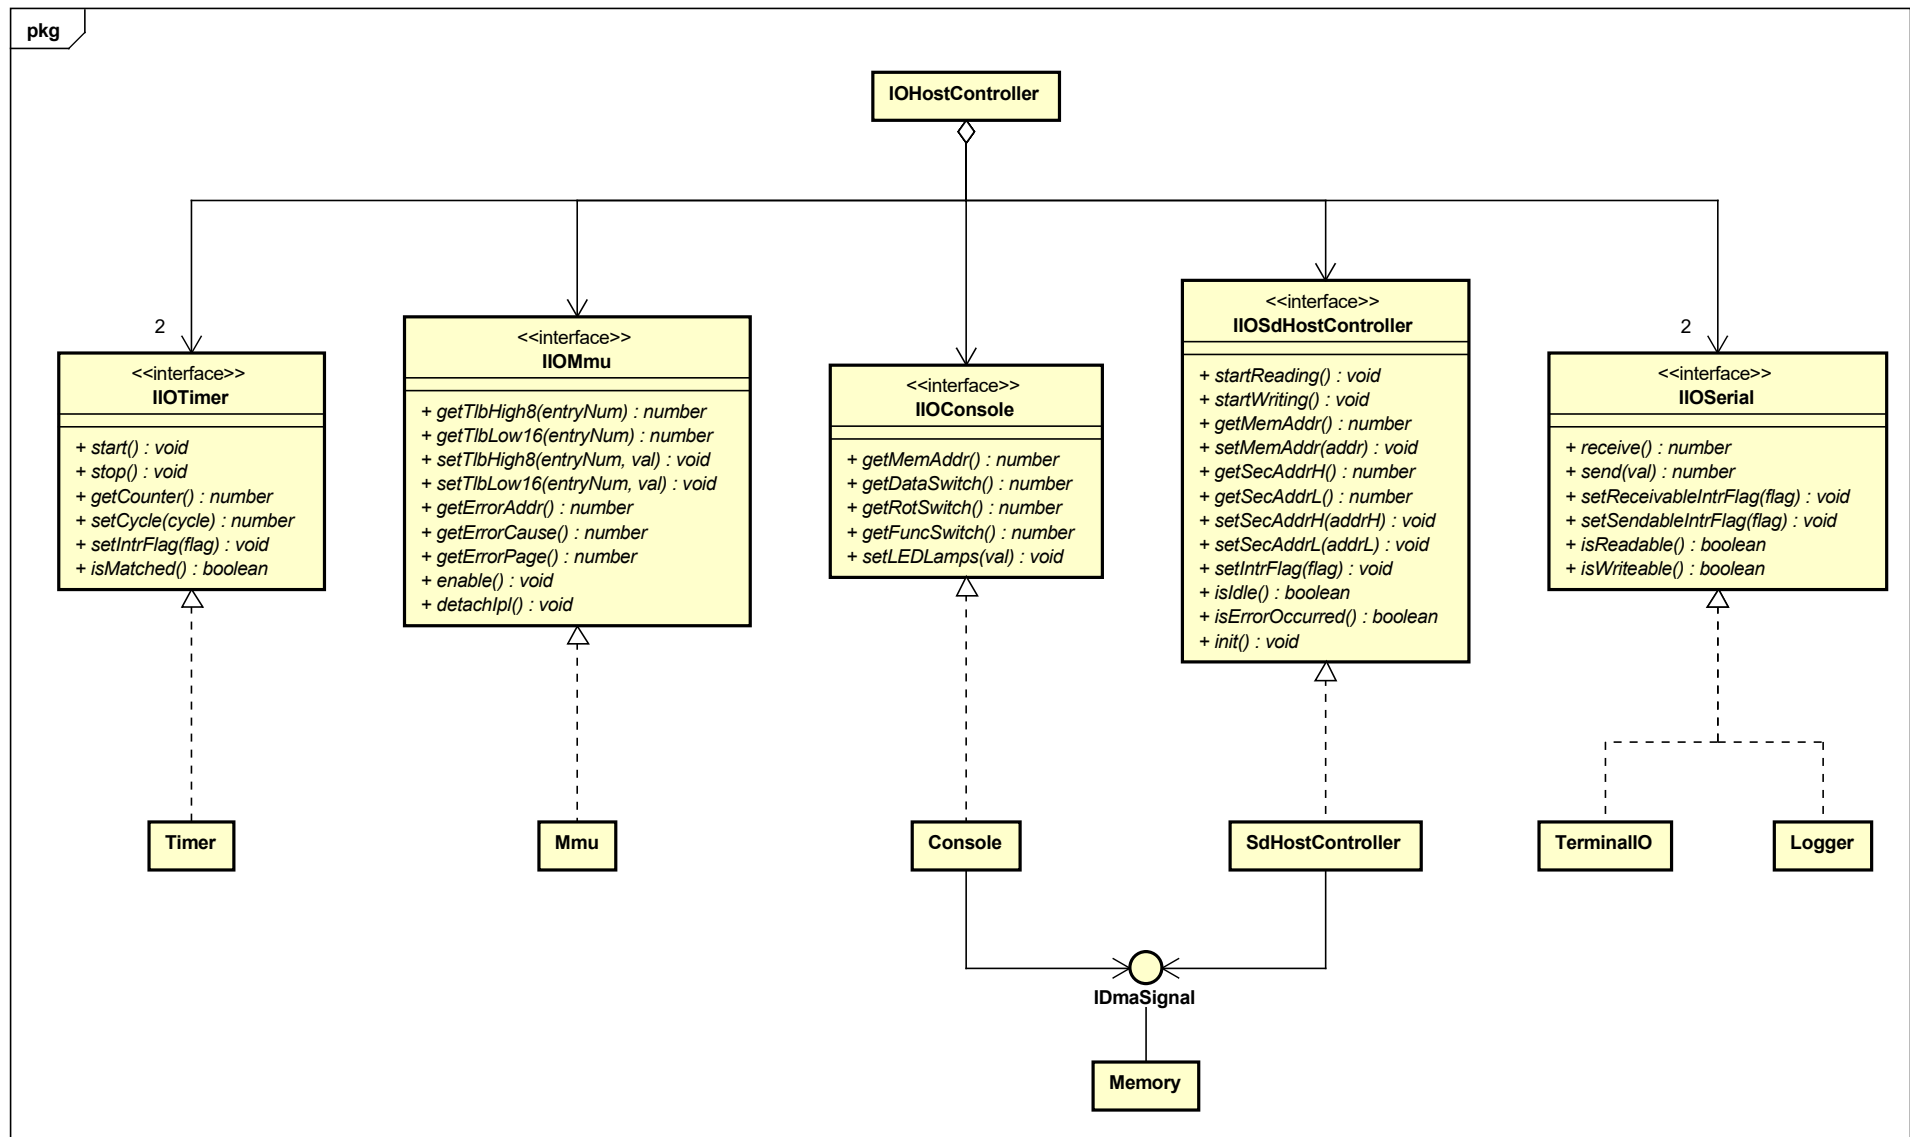 pkg
IOHostController
2
<<interface>>
IIOTimer
+ start() : void
+ stop() : void
+ getCounter() : number
+ setCycle(cycle) : number
+ setIntrFlag(flag) : void
+ isMatched() : boolean
<<interface>>
IIOMmu
+ getTlbHigh8(entryNum) : number
+ getTlbLow16(entryNum) : number
+ setTlbHigh8(entryNum, val) : void
+ setTlbLow16(entryNum, val) : void
+ getErrorAddr() : number
+ getErrorCause() : number
+ getErrorPage() : number
+ enable() : void
+ detachIpl() : void
<<interface>>
IIOConsole
+ getMemAddr() : number
+ getDataSwitch() : number
+ getRotSwitch() : number
+ getFuncSwitch() : number
+ setLEDLamps(val) : void
<<interface>>
IIOSdHostController
+ startReading() : void
+ startWriting() : void
+ getMemAddr() : number
+ setMemAddr(addr) : void
+ getSecAddrH() : number
+ getSecAddrL() : number
+ setSecAddrH(addrH) : void
+ setSecAddrL(addrL) : void
+ setIntrFlag(flag) : void
+ isIdle() : boolean
+ isErrorOccurred() : boolean
+ init() : void
2
<<interface>>
IIOSerial
+ receive() : number
+ send(val) : number
+ setReceivableIntrFlag(flag) : void
+ setSendableIntrFlag(flag) : void
+ isReadable() : boolean
+ isWriteable() : boolean
Timer
Mmu
Console
SdHostController
TerminalIO
Logger
IDmaSignal
Memory